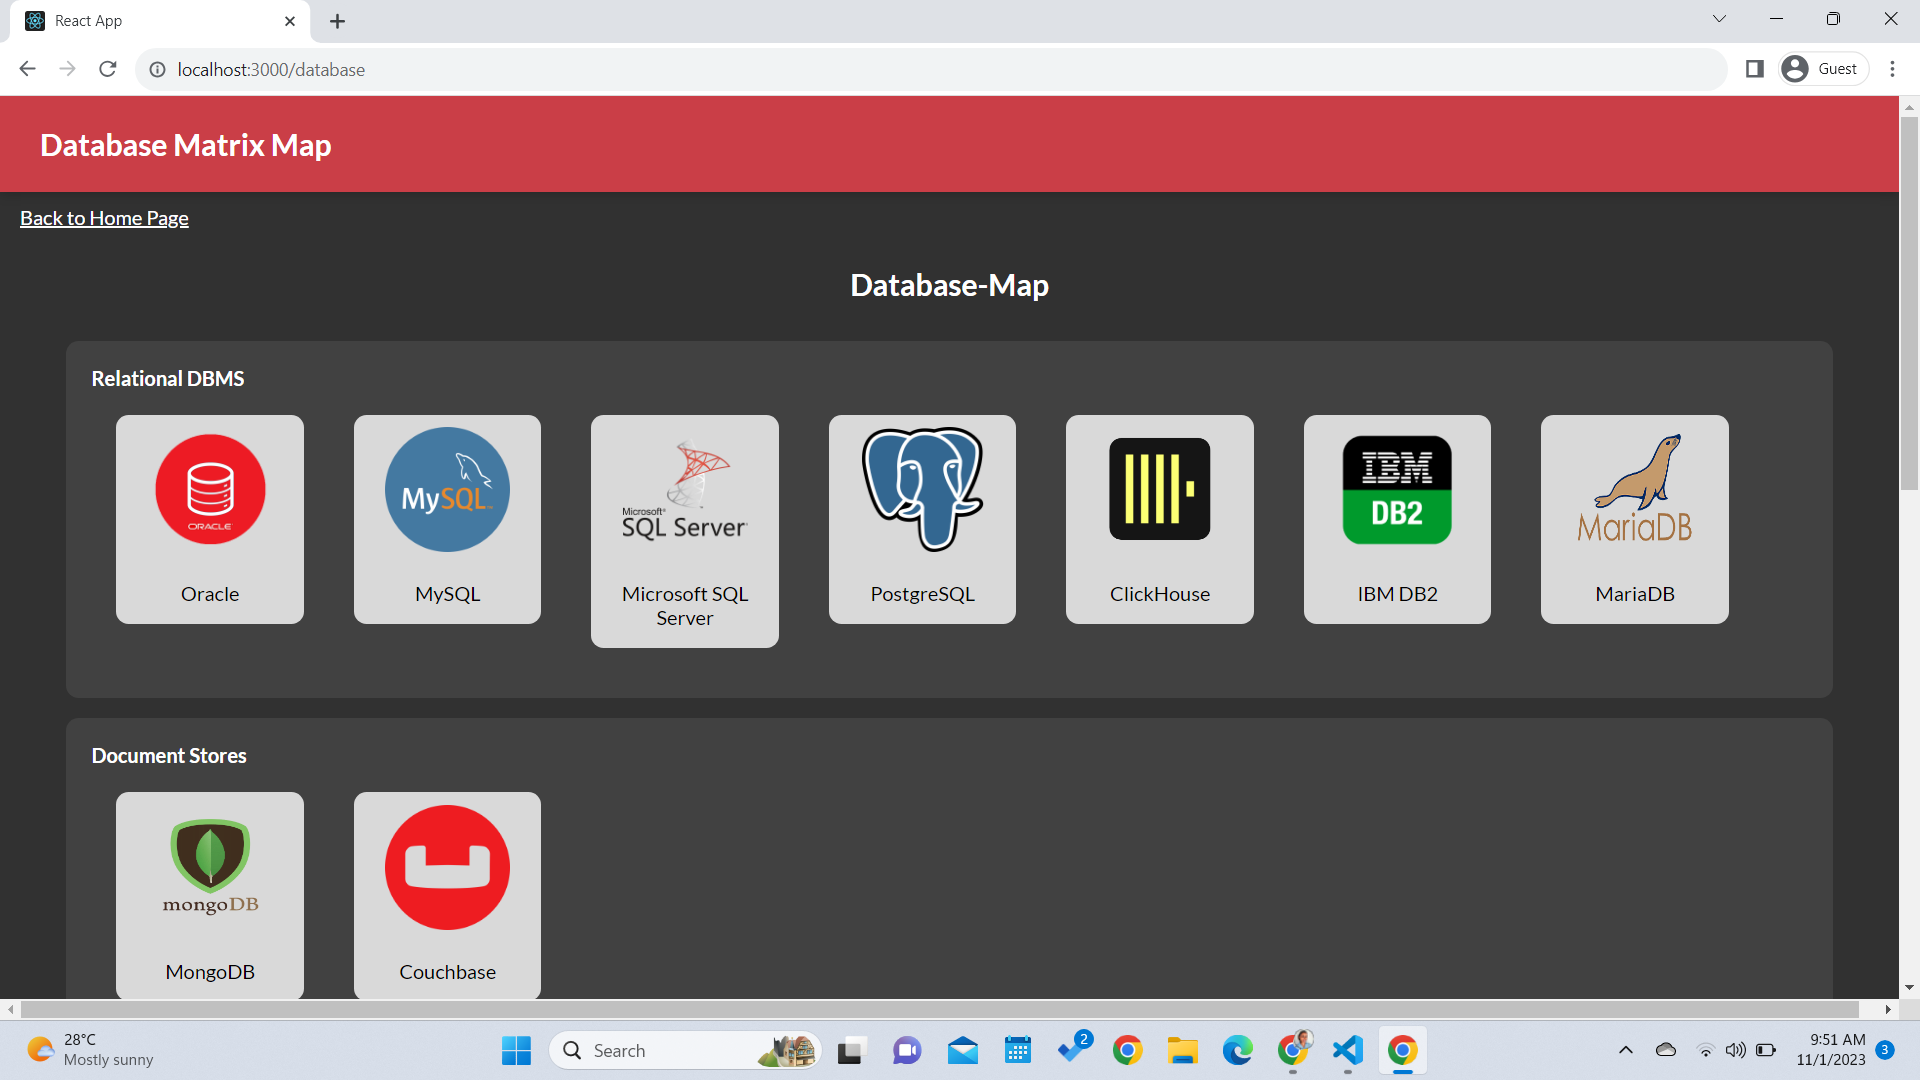 React App
localhost:3000/database
Guest
Database Matrix Map
Back to Home Page
Database-Map
Relational DBMS
ORACLE
MySQL
Microsoft
SQL Server
IBM
DB2
MariaDB
Oracle
MySQL
Microsoft SQL
Server
PostgreSQL
ClickHouse
IBM DB2
MariaDB
Document Stores
mongoDB
MongoDB
Couchbase
28°C
Mostly sunny
Search
2
9:51 AM
11/1/2023
3